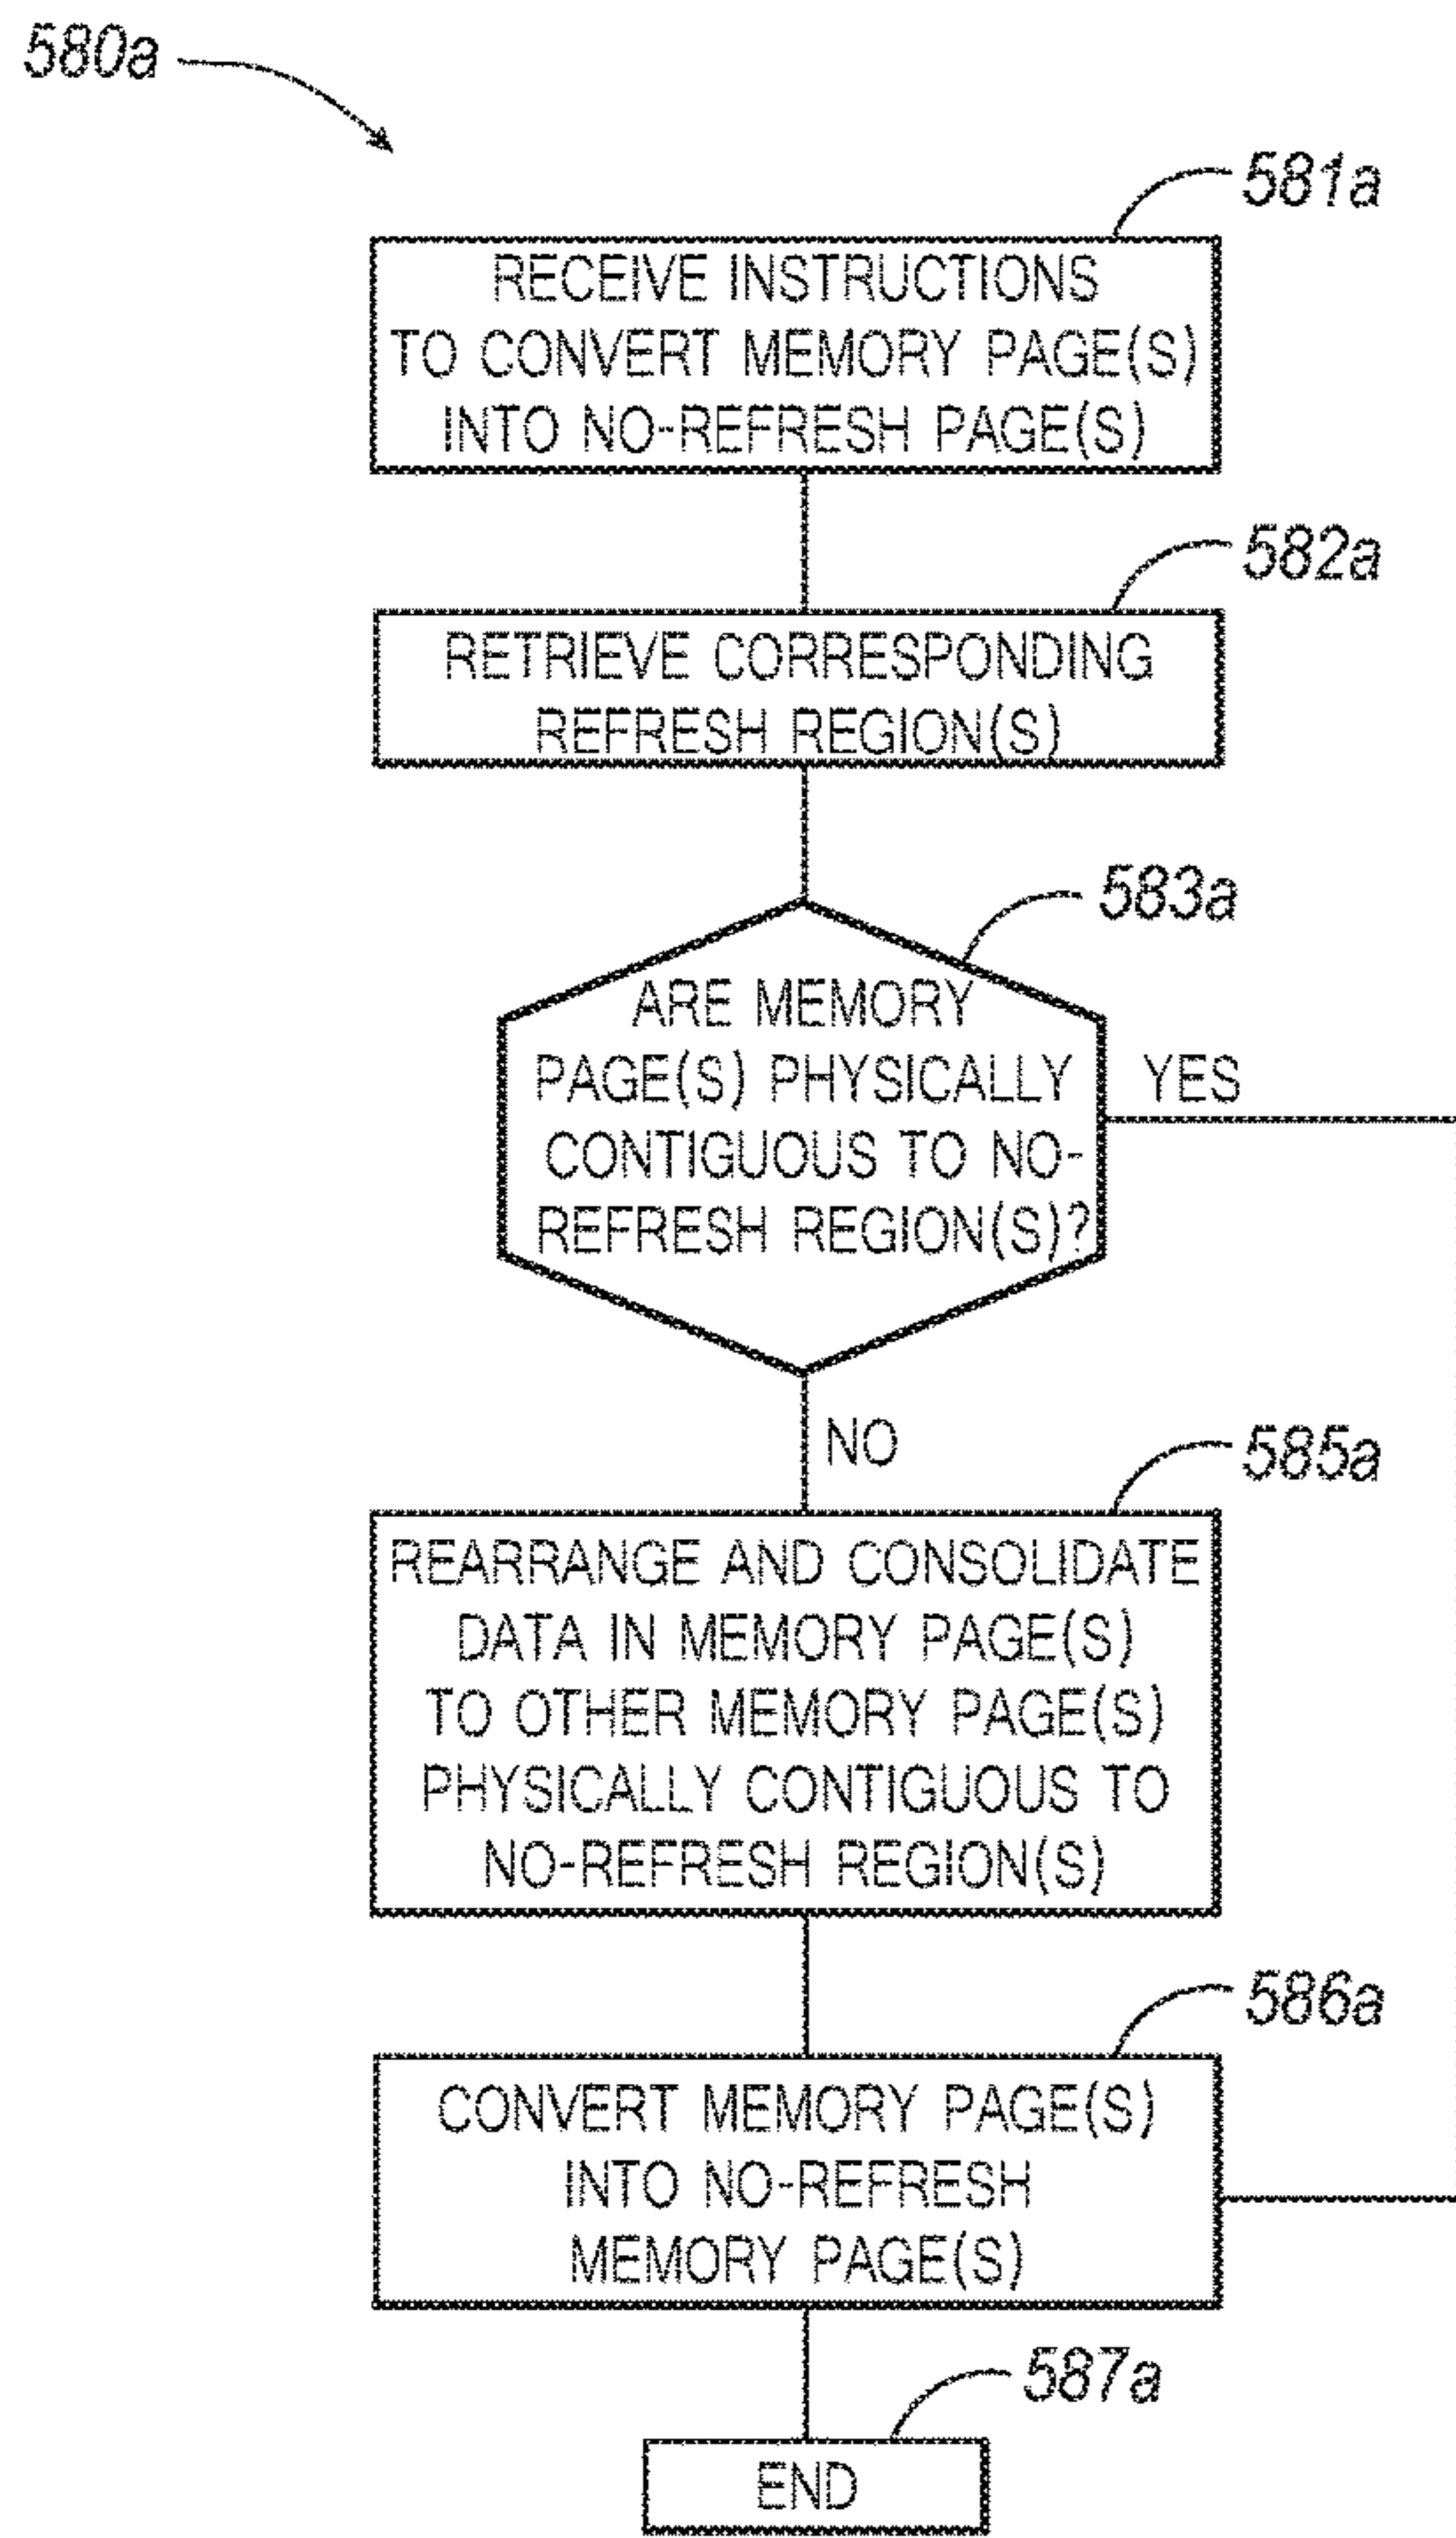 580a
581a
RECEIVE INSTRUCTIONS
TO CONVERT MEMORY PAGE(S)
INTO NO-REFRESH PAGE(S)
582a
RETRIEVE CORRESPONDING
REFRESH REGION(S)
583a
ARE MEMORY
PAGE(S) PHYSICALLY
CONTIGUOUS TO NO-
REFRESH REGION(S)?
YES
NO
585a
REARRANGE AND CONSOLIDATE
DATA IN MEMORY PAGE(S)
TO OTHER MEMORY PAGE(S)
PHYSICALLY CONTIGUOUS TO
NO-REFRESH REGION(S)
586a
CONVERT MEMORY PAGE(S)
INTO NO-REFRESH
MEMORY PAGE(S)
587a
END